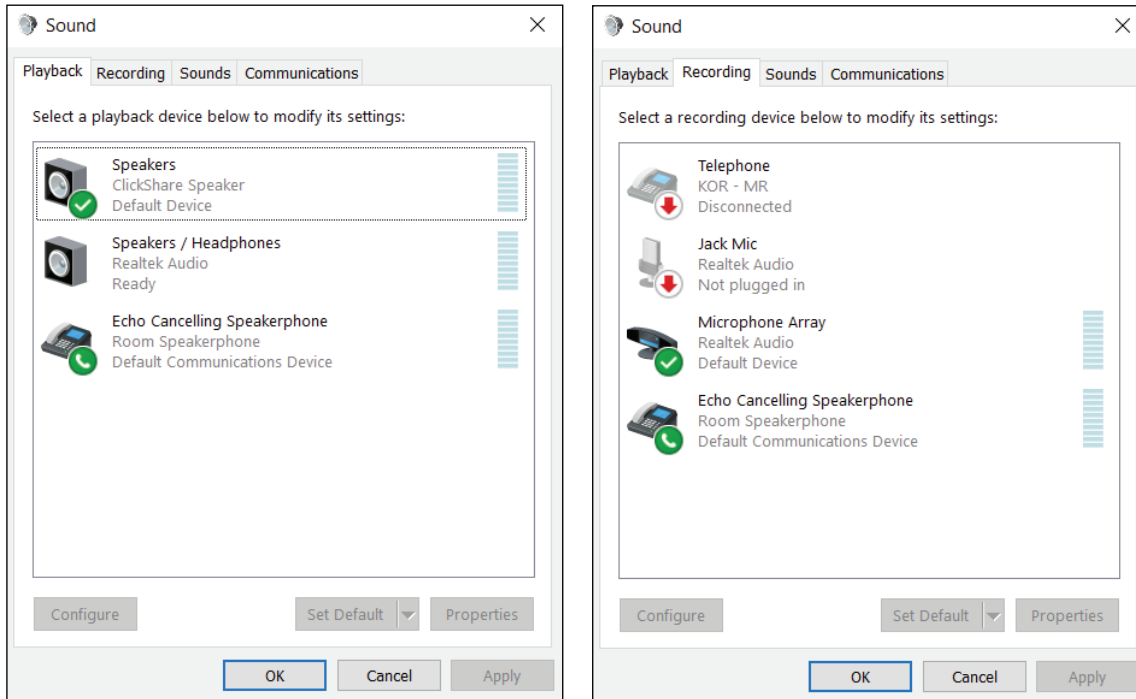 Sound
Playback Recording Sounds Communications
Select a playback device below to modify its settings:
Speakers
ClickShare Speaker
Default Device
Speakers / Headphones
Realtek Audio
Ready
Echo Cancelling Speakerphone
Room Speakerphone
Default Communications Device
Configure Set Default Properties
OK Cancel Apply
Sound
Playback Recording Sounds Communications
Select a recording device below to modify its settings:
Telephone
KOR - MR
Disconnected
Jack Mic
Realtek Audio
Not plugged in
Microphone Array
Realtek Audio
Default Device
Echo Cancelling Speakerphone
Room Speakerphone
Default Communications Device
Configure Set Default Properties
OK Cancel Apply